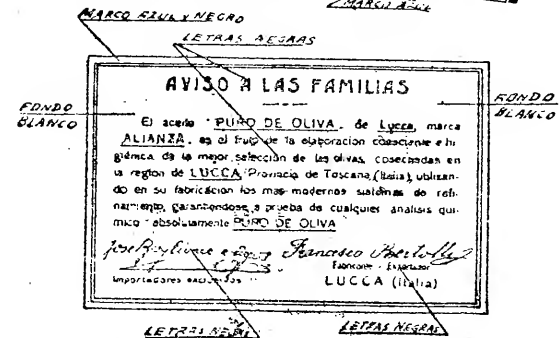 MARCO AZUL
MARCO AZUL Y NEGRO
LETRAS NEGRAS
FONDO BLANCO
FONDO BLANCO
AVISO A LAS FAMILIAS
El aceite "PURO DE OLIVA" de Lucca, marca
ALIANZA, es el fruto de la elaboracion consciente e hi
giénica de la mejor selección de las olivas, cosechadas en
la region de LUCCA, Provincia de Toscana, (Italia), utilizan-
do en su fabricación los mas modernos sistemas de refi-
namiento, garantendose a prueba de cualquier analisis qui-
mico "absolutamente PURO DE OLIVA"
Francesco Bertolli
Importadores exclusivos
Fabricante - Exportador
LUCCA (Italia)
LETRAS NEGRAS
LETRAS NEGRAS